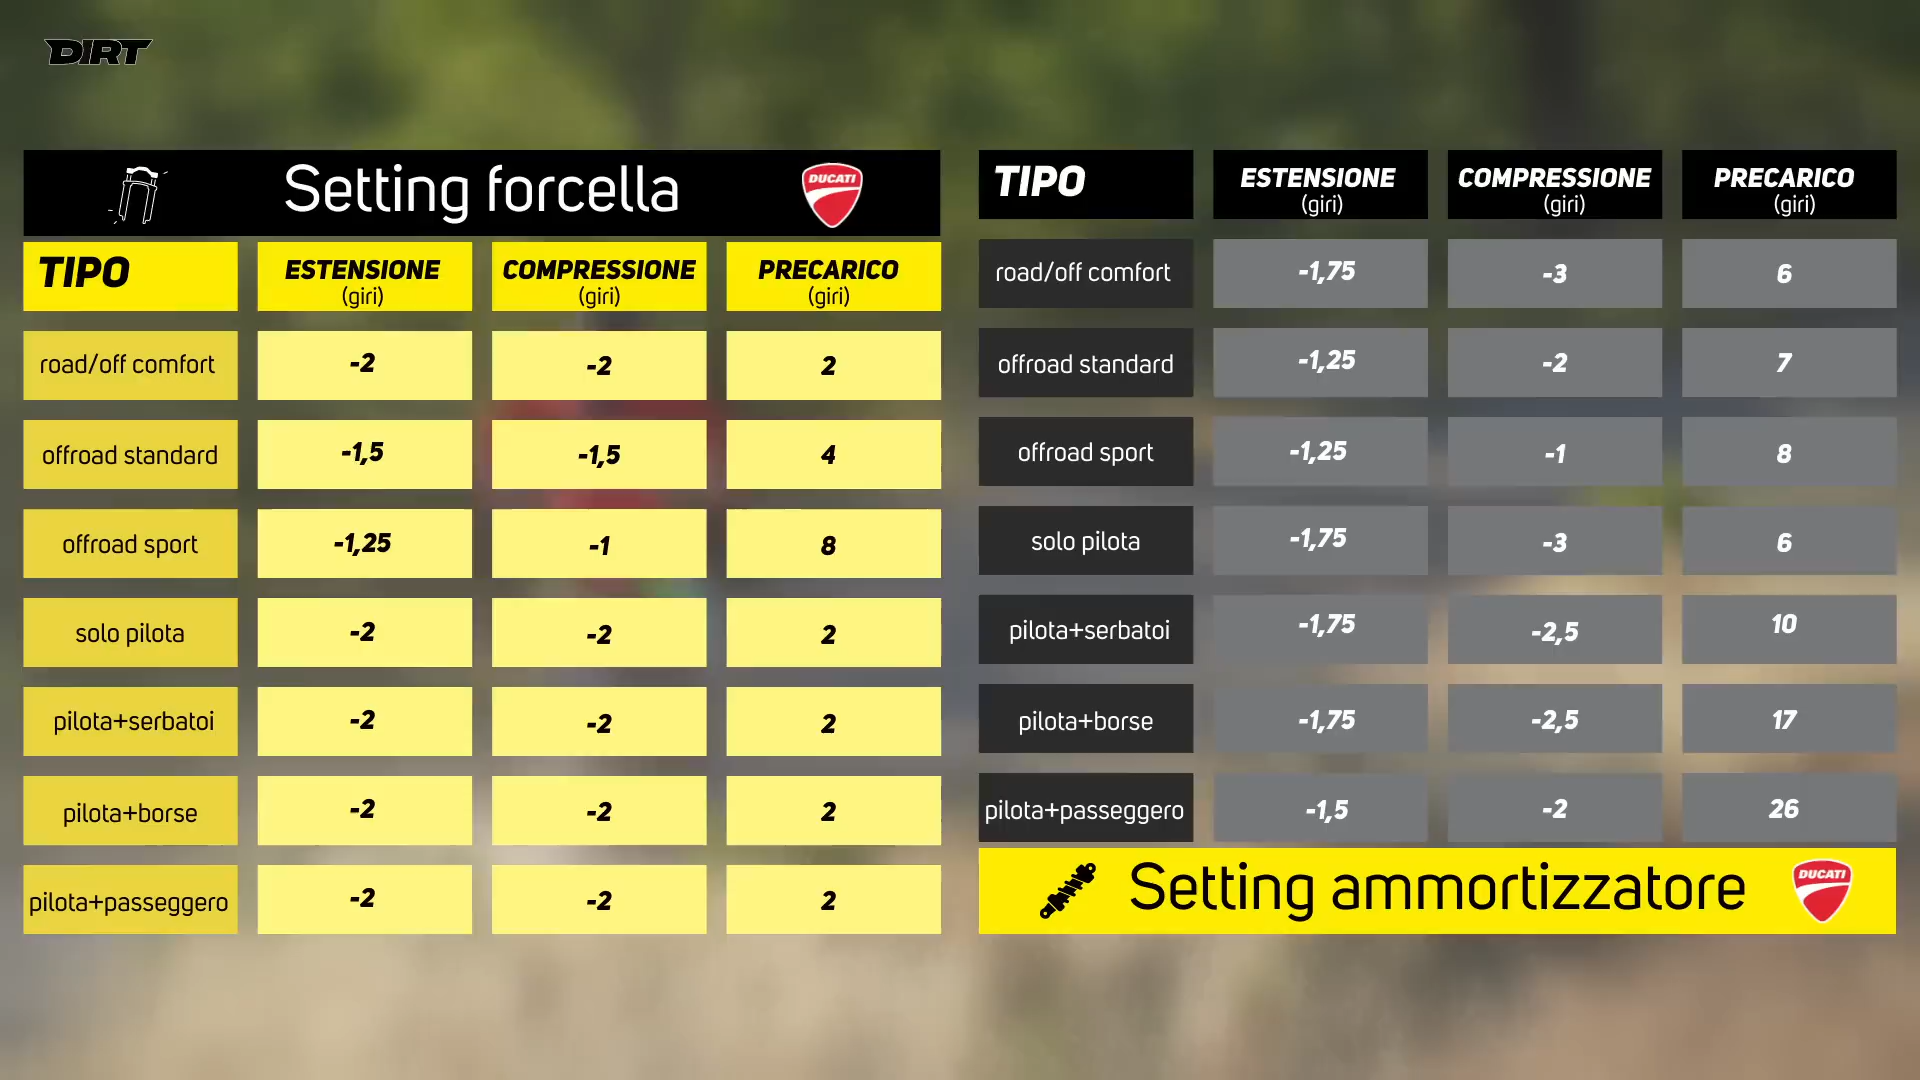 DIRT
Setting forcella DUCATI
TIPO ESTENSIONE (giri) COMPRESSIONE (giri) PRECARICO (giri)
road/off comfort -2 -2 2
offroad standard -1,5 -1,5 4
offroad sport -1,25 -1 8
solo pilota -2 -2 2
pilota+serbatoi -2 -2 2
pilota+borse -2 -2 2
pilota+passeggero -2 -2 2
TIPO ESTENSIONE (giri) COMPRESSIONE (giri) PRECARICO (giri)
road/off comfort -1,75 -3 6
offroad standard -1,25 -2 7
offroad sport -1,25 -1 8
solo pilota -1,75 -3 6
pilota+serbatoi -1,75 -2,5 10
pilota+borse -1,75 -2,5 17
pilota+passeggero -1,5 -2 26
Setting ammortizzatore DUCATI